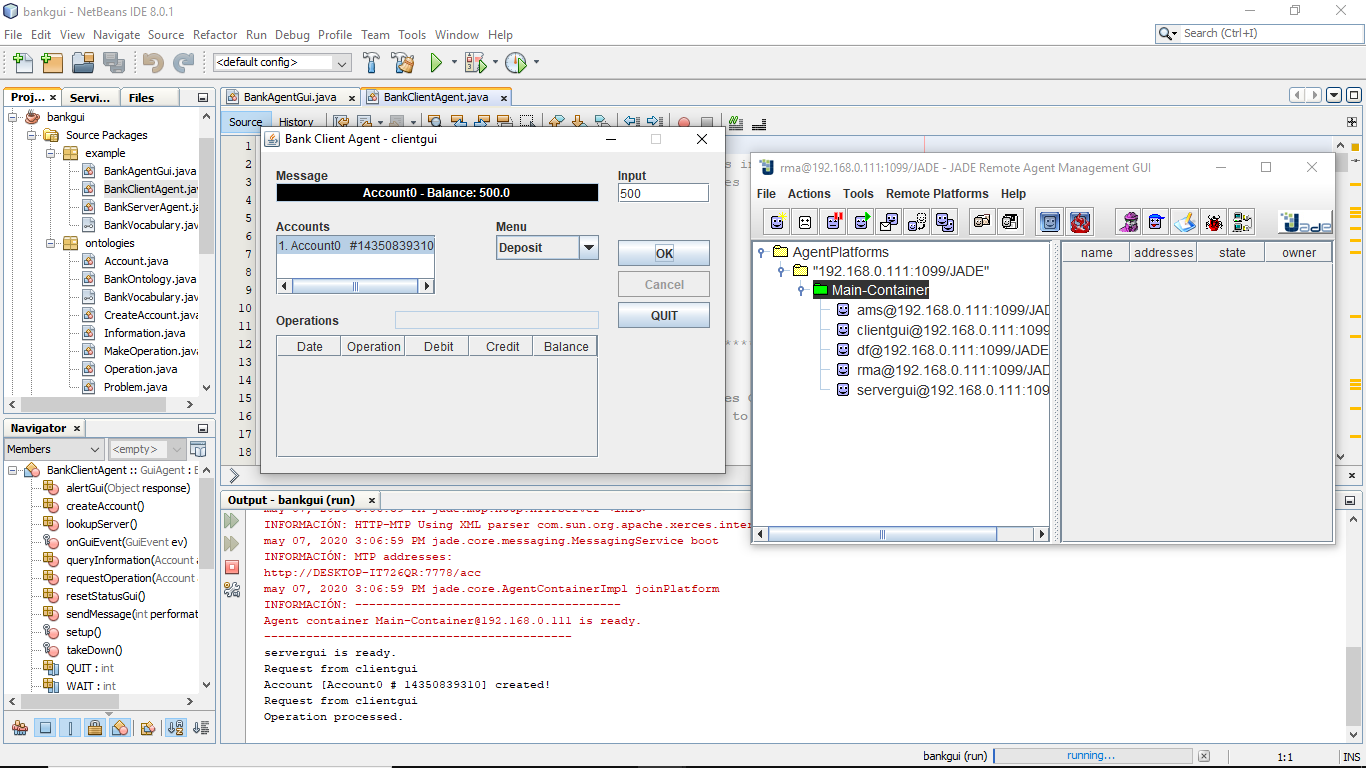 bankgui - NetBeans IDE 8.0.1
File Edit View Navigate Source Refactor Run Debug Profile Team Tools Window Help
Search (Ctrl+I)
<default config>
Proj... Servi... Files
bankgui
Source Packages
example
BankAgentGui.java
BankClientAgent.jav
BankServerAgent.jav
BankVocabulary.java
ontologies
Account.java
BankOntology.java
BankVocabulary.java
CreateAccount.java
Information.java
MakeOperation.java
Operation.java
Problem.java
Navigator
Members
<empty>
BankClientAgent :: GuiAgent : B
alertGui(Object response)
createAccount()
lookupServer()
onGuiEvent(GuiEvent ev)
queryInformation(Account
requestOperation(Account
resetStatusGui()
sendMessage(int performat
setup()
takeDown()
QUIT : int
WAIT : int
BankAgentGui.java BankClientAgent.java
Source History
1
2
3
4
5
6
7
8
9
10
11
12
13
14
15
16
17
18
Bank Client Agent - clientgui
Message
Account0 - Balance: 500.0
Input
500
Accounts
1. Account0 #14350839310
Menu
Deposit
OK
Cancel
QUIT
Operations
Date Operation Debit Credit Balance
rma@192.168.0.111:1099/JADE - JADE Remote Agent Management GUI
File Actions Tools Remote Platforms Help
Jade
AgentPlatforms
"192.168.0.111:1099/JADE"
Main-Container
ams@192.168.0.111:1099/JAD
clientgui@192.168.0.111:1099
df@192.168.0.111:1099/JADE
rma@192.168.0.111:1099/JAD
servergui@192.168.0.111:109
name addresses state owner
Output - bankgui (run)
INFORMACIÓN: HTTP-MTP Using XML parser com.sun.org.apache.xerces.inter
may 07, 2020 3:06:59 PM jade.core.messaging.MessagingService boot
INFORMACIÓN: MTP addresses:
http://DESKTOP-IT726QR:7778/acc
may 07, 2020 3:06:59 PM jade.core.AgentContainerImpl joinPlatform
INFORMACIÓN: --------------------------------------
Agent container Main-Container@192.168.0.111 is ready.
--------------------------------------------
servergui is ready.
Request from clientgui
Account [Account0 # 14350839310] created!
Request from clientgui
Operation processed.
bankgui (run)
running...
1:1
INS